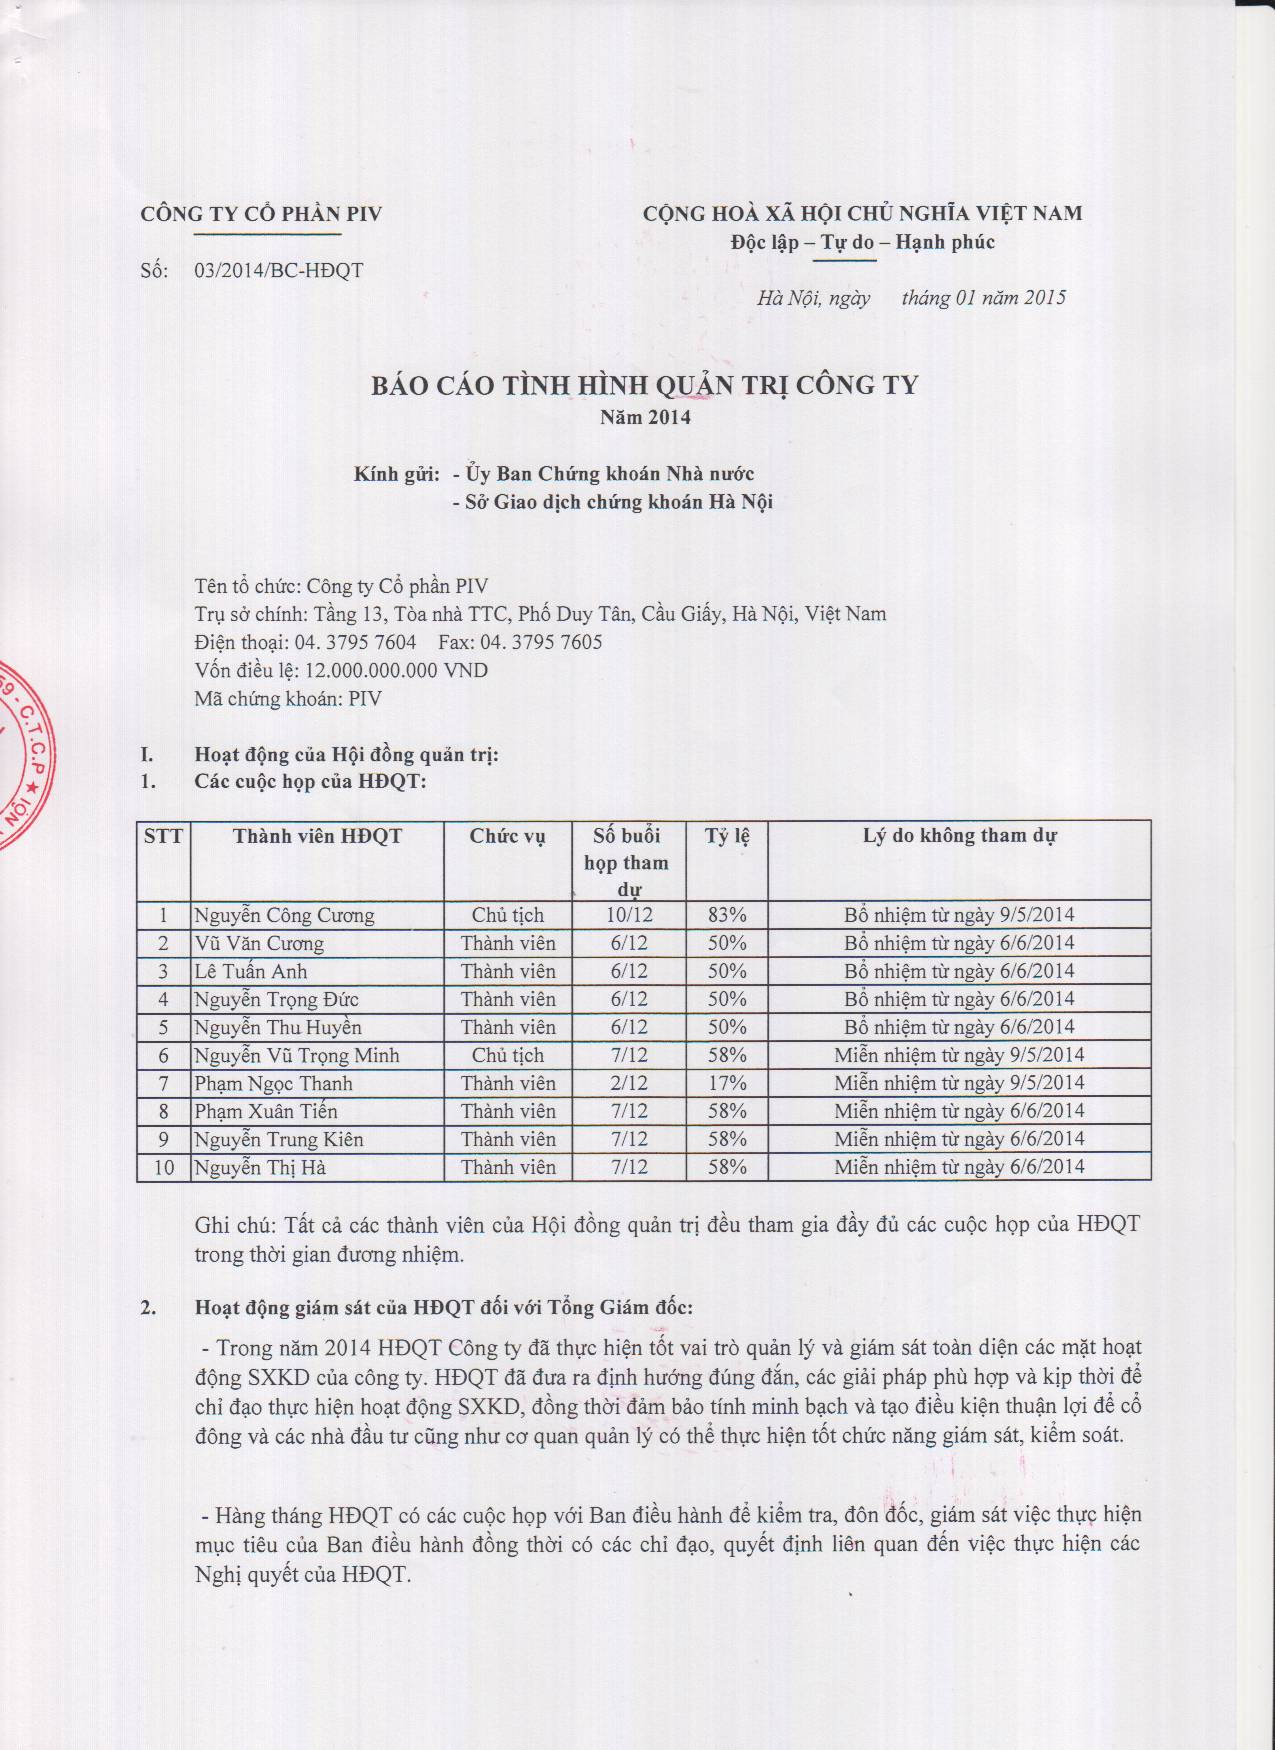 CÔNG TY CỔ PHẦN PIV
CỘNG HOÀ XÃ HỘI CHỦ NGHĨA VIỆT NAM
Độc lập – Tự do – Hạnh phúc
Số: 03/2014/BC-HĐQT
Hà Nội, ngày tháng 01 năm 2015
BÁO CÁO TÌNH HÌNH QUẢN TRỊ CÔNG TY
Năm 2014
Kính gửi: - Ủy Ban Chứng khoán Nhà nước
- Sở Giao dịch chứng khoán Hà Nội
Tên tổ chức: Công ty Cổ phần PIV
Trụ sở chính: Tầng 13, Tòa nhà TTC, Phố Duy Tân, Cầu Giấy, Hà Nội, Việt Nam
Điện thoại: 04. 3795 7604 Fax: 04. 3795 7605
Vốn điều lệ: 12.000.000.000 VND
Mã chứng khoán: PIV
59 - C.T.C.P ★ NỘI
I. Hoạt động của Hội đồng quản trị:
1. Các cuộc họp của HĐQT:
STT Thành viên HĐQT Chức vụ Số buổi họp tham dự Tỷ lệ Lý do không tham dự
1 Nguyễn Công Cương Chủ tịch 10/12 83% Bổ nhiệm từ ngày 9/5/2014
2 Vũ Văn Cương Thành viên 6/12 50% Bổ nhiệm từ ngày 6/6/2014
3 Lê Tuấn Anh Thành viên 6/12 50% Bổ nhiệm từ ngày 6/6/2014
4 Nguyễn Trọng Đức Thành viên 6/12 50% Bổ nhiệm từ ngày 6/6/2014
5 Nguyễn Thu Huyền Thành viên 6/12 50% Bổ nhiệm từ ngày 6/6/2014
6 Nguyễn Vũ Trọng Minh Chủ tịch 7/12 58% Miễn nhiệm từ ngày 9/5/2014
7 Phạm Ngọc Thanh Thành viên 2/12 17% Miễn nhiệm từ ngày 9/5/2014
8 Phạm Xuân Tiến Thành viên 7/12 58% Miễn nhiệm từ ngày 6/6/2014
9 Nguyễn Trung Kiên Thành viên 7/12 58% Miễn nhiệm từ ngày 6/6/2014
10 Nguyễn Thị Hà Thành viên 7/12 58% Miễn nhiệm từ ngày 6/6/2014
Ghi chú: Tất cả các thành viên của Hội đồng quản trị đều tham gia đầy đủ các cuộc họp của HĐQT
trong thời gian đương nhiệm.
2. Hoạt động giám sát của HĐQT đối với Tổng Giám đốc:
- Trong năm 2014 HĐQT Công ty đã thực hiện tốt vai trò quản lý và giám sát toàn diện các mặt hoạt
động SXKD của công ty. HĐQT đã đưa ra định hướng đúng đắn, các giải pháp phù hợp và kịp thời để
chỉ đạo thực hiện hoạt động SXKD, đồng thời đảm bảo tính minh bạch và tạo điều kiện thuận lợi để cổ
đông và các nhà đầu tư cũng như cơ quan quản lý có thể thực hiện tốt chức năng giám sát, kiểm soát.
- Hàng tháng HĐQT có các cuộc họp với Ban điều hành để kiểm tra, đôn đốc, giám sát việc thực hiện
mục tiêu của Ban điều hành đồng thời có các chỉ đạo, quyết định liên quan đến việc thực hiện các
Nghị quyết của HĐQT.